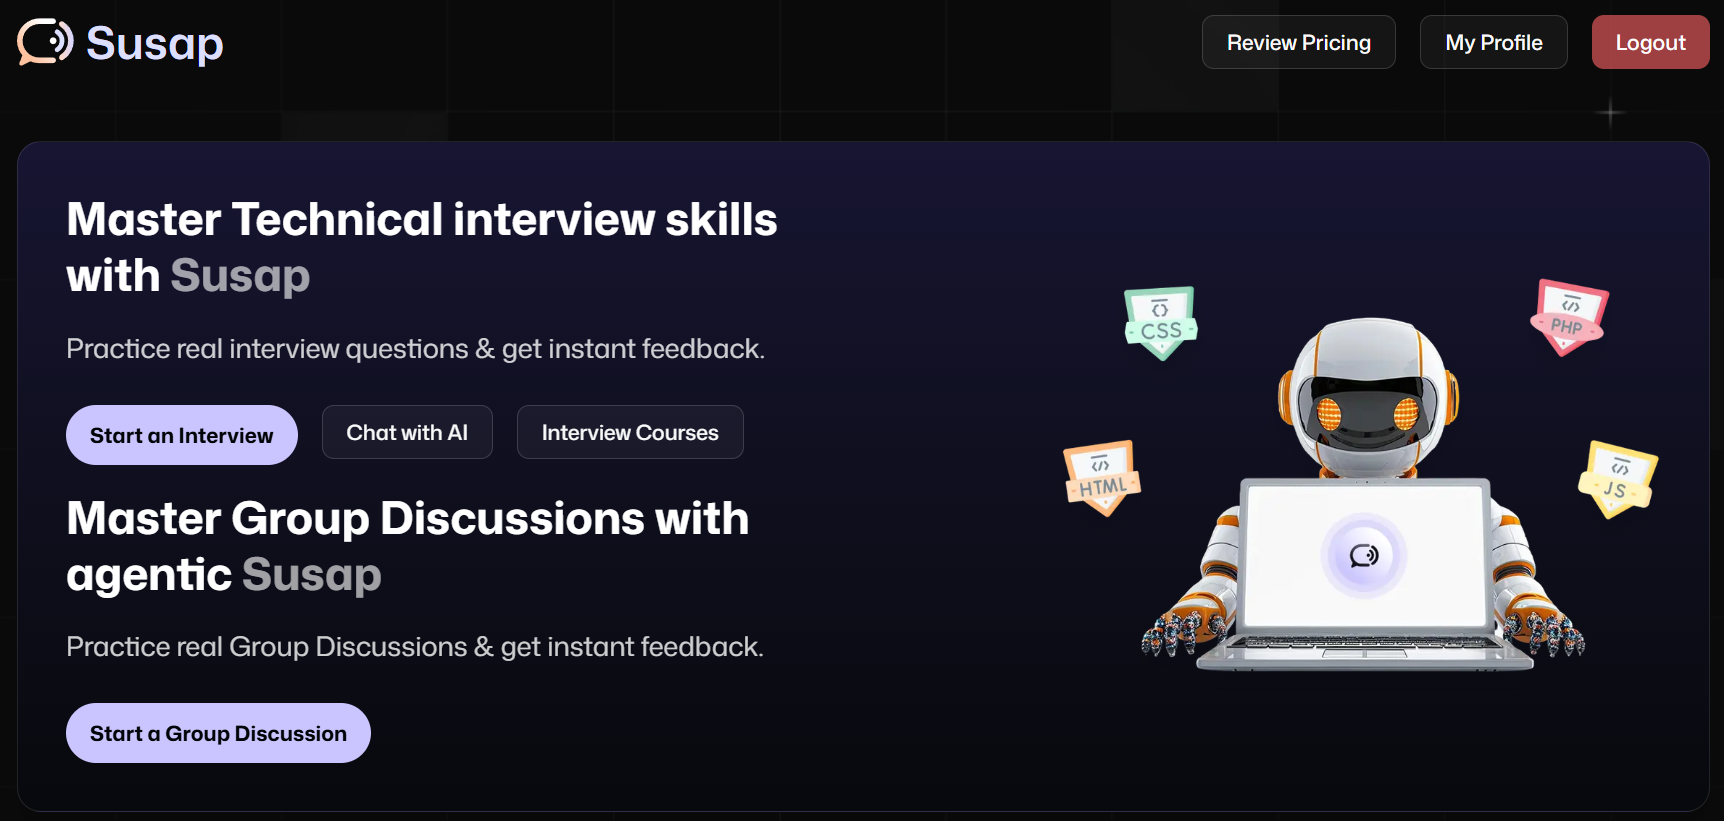 Susap
Review Pricing
My Profile
Logout
Master Technical interview skills
with Susap
Practice real interview questions & get instant feedback.
Start an Interview
Chat with AI
Interview Courses
Master Group Discussions with
agentic Susap
Practice real Group Discussions & get instant feedback.
Start a Group Discussion
{}
CSS
</>
PHP
</>
HTML
</>
JS